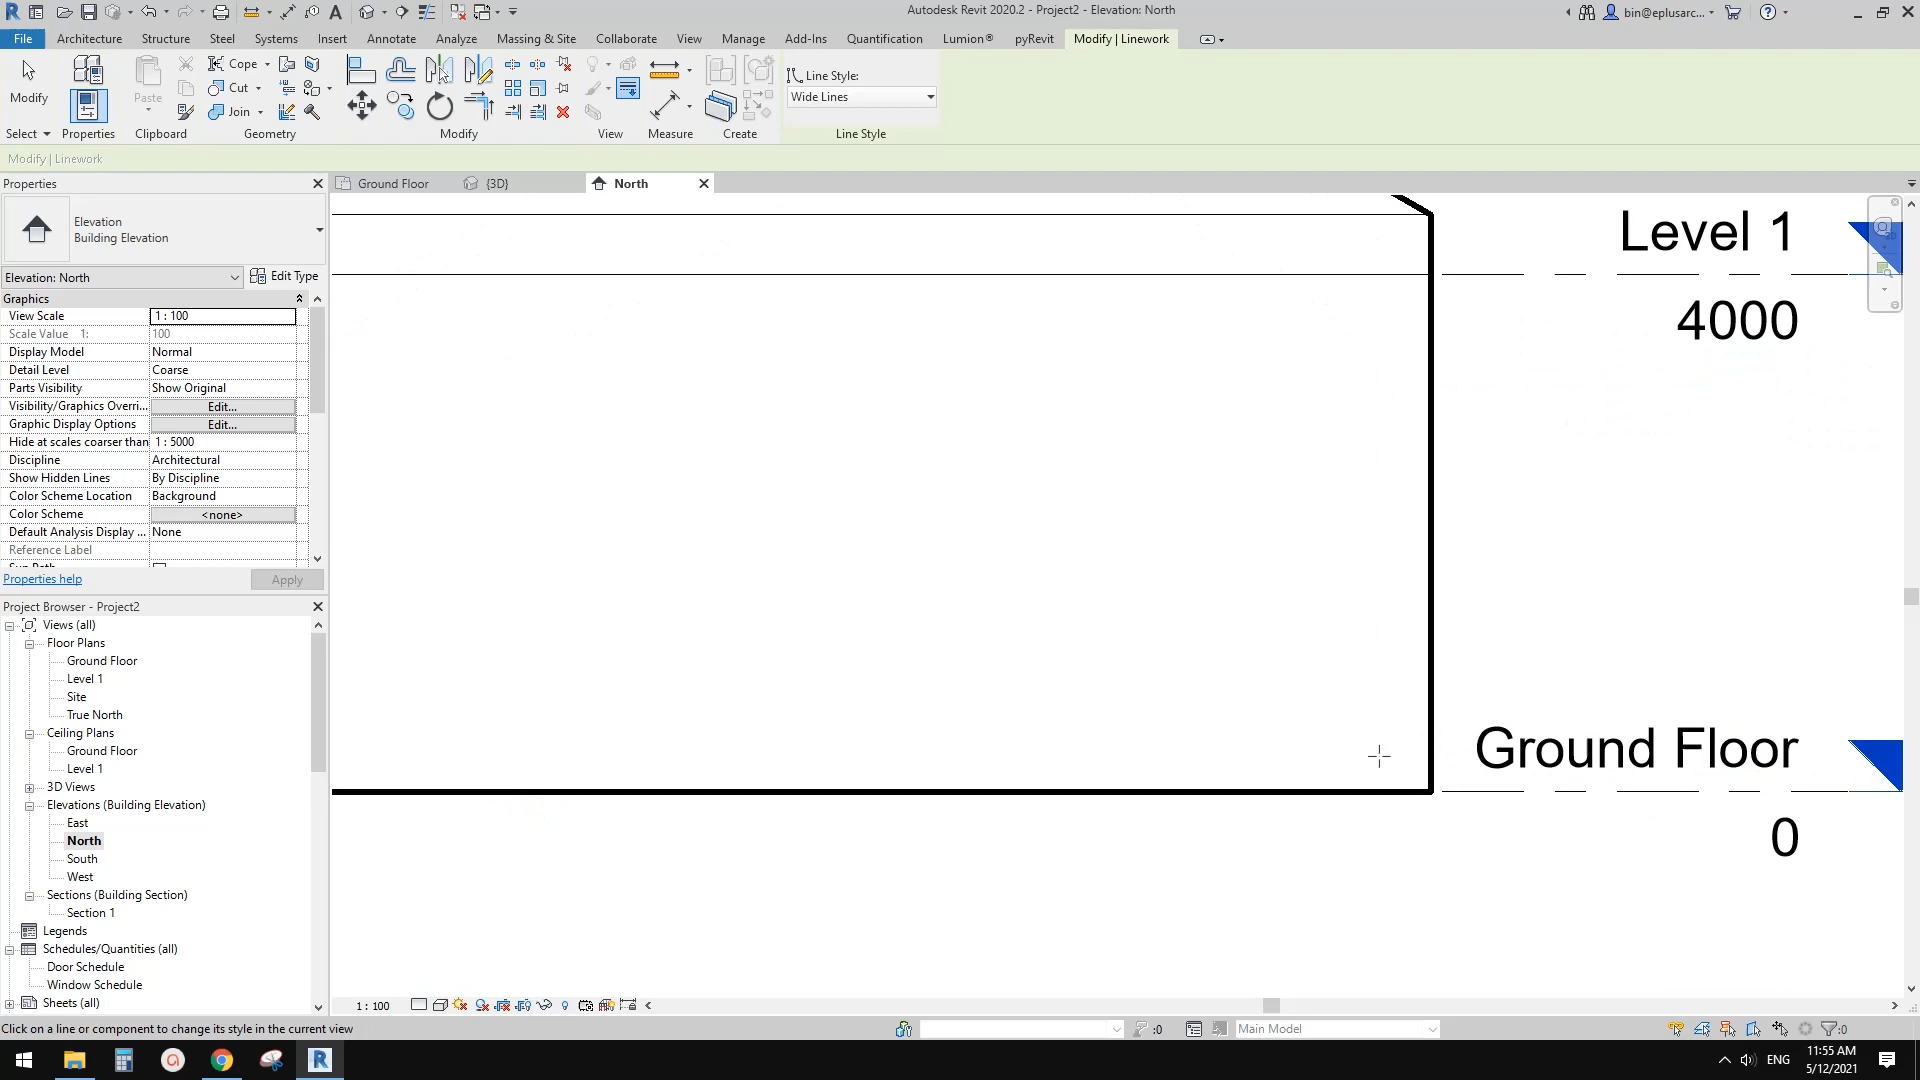 Autodesk Revit 2020.2 - Project2 - Elevation: North
bin@eplusarc...
File Architecture Structure Steel Systems Insert Annotate Analyze Massing & Site Collaborate View Manage Add-Ins Quantification Lumion® pyRevit Modify | Linework
Modify
Paste
Cope
Cut
Join
Line Style:
Wide Lines
Select Properties Clipboard Geometry Modify View Measure Create Line Style
Modify | Linework
Properties
Ground Floor
{3D}
North
Elevation
Building Elevation
Elevation: North
Edit Type
Graphics
View Scale 1 : 100
Scale Value 1: 100
Display Model Normal
Detail Level Coarse
Parts Visibility Show Original
Visibility/Graphics Overri... Edit...
Graphic Display Options Edit...
Hide at scales coarser than 1 : 5000
Discipline Architectural
Show Hidden Lines By Discipline
Color Scheme Location Background
Color Scheme <none>
Default Analysis Display ... None
Reference Label
Properties help
Apply
Project Browser - Project2
Views (all)
Floor Plans
Ground Floor
Level 1
Site
True North
Ceiling Plans
Ground Floor
Level 1
3D Views
Elevations (Building Elevation)
East
North
South
West
Sections (Building Section)
Section 1
Legends
Schedules/Quantities (all)
Door Schedule
Window Schedule
Sheets (all)
Level 1
4000
Ground Floor
0
1 : 100
Click on a line or component to change its style in the current view
:0
Main Model
:0
ENG
11:55 AM
5/12/2021